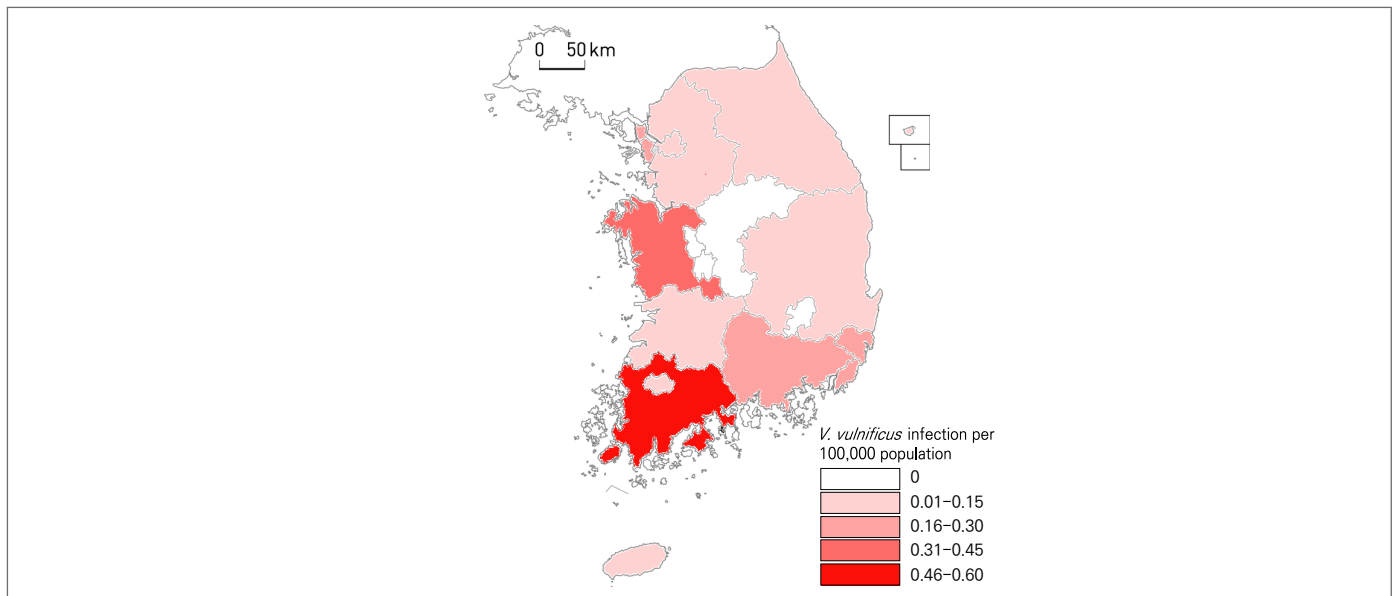 0 50 km
V. vulnificus infection per
100,000 population
0
0.01–0.15
0.16–0.30
0.31–0.45
0.46–0.60